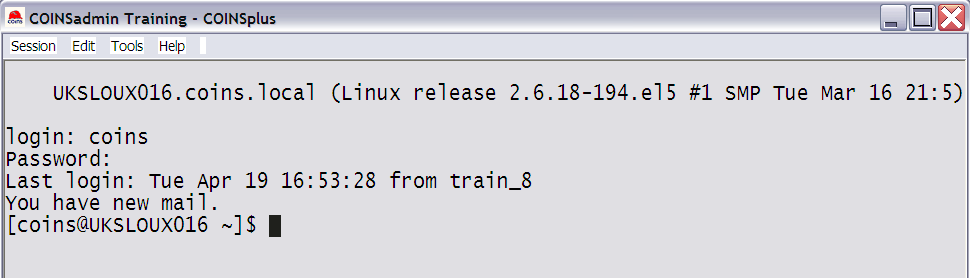 coins COINSadmin Training - COINSplus
Session Edit Tools Help
UKSLOUX016.coins.local (Linux release 2.6.18-194.el5 #1 SMP Tue Mar 16 21:5)
login: coins
Password:
Last login: Tue Apr 19 16:53:28 from train_8
You have new mail.
[coins@UKSLOUX016 ~]$